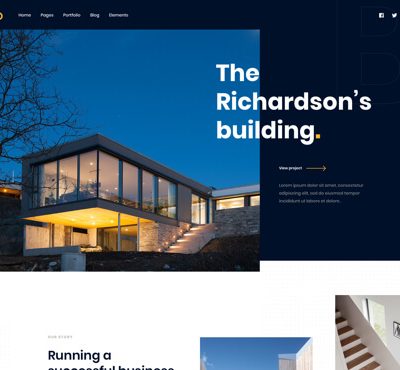 Home Pages Portfolio Blog Elements
The
Richardson's
building.
View project
Lorem ipsum dolor sit amet, consectetur
adipiscing elit, sed do eiusmod tempor
incididunt ut labore et dolore.
OUR STORY
Running a
successful business